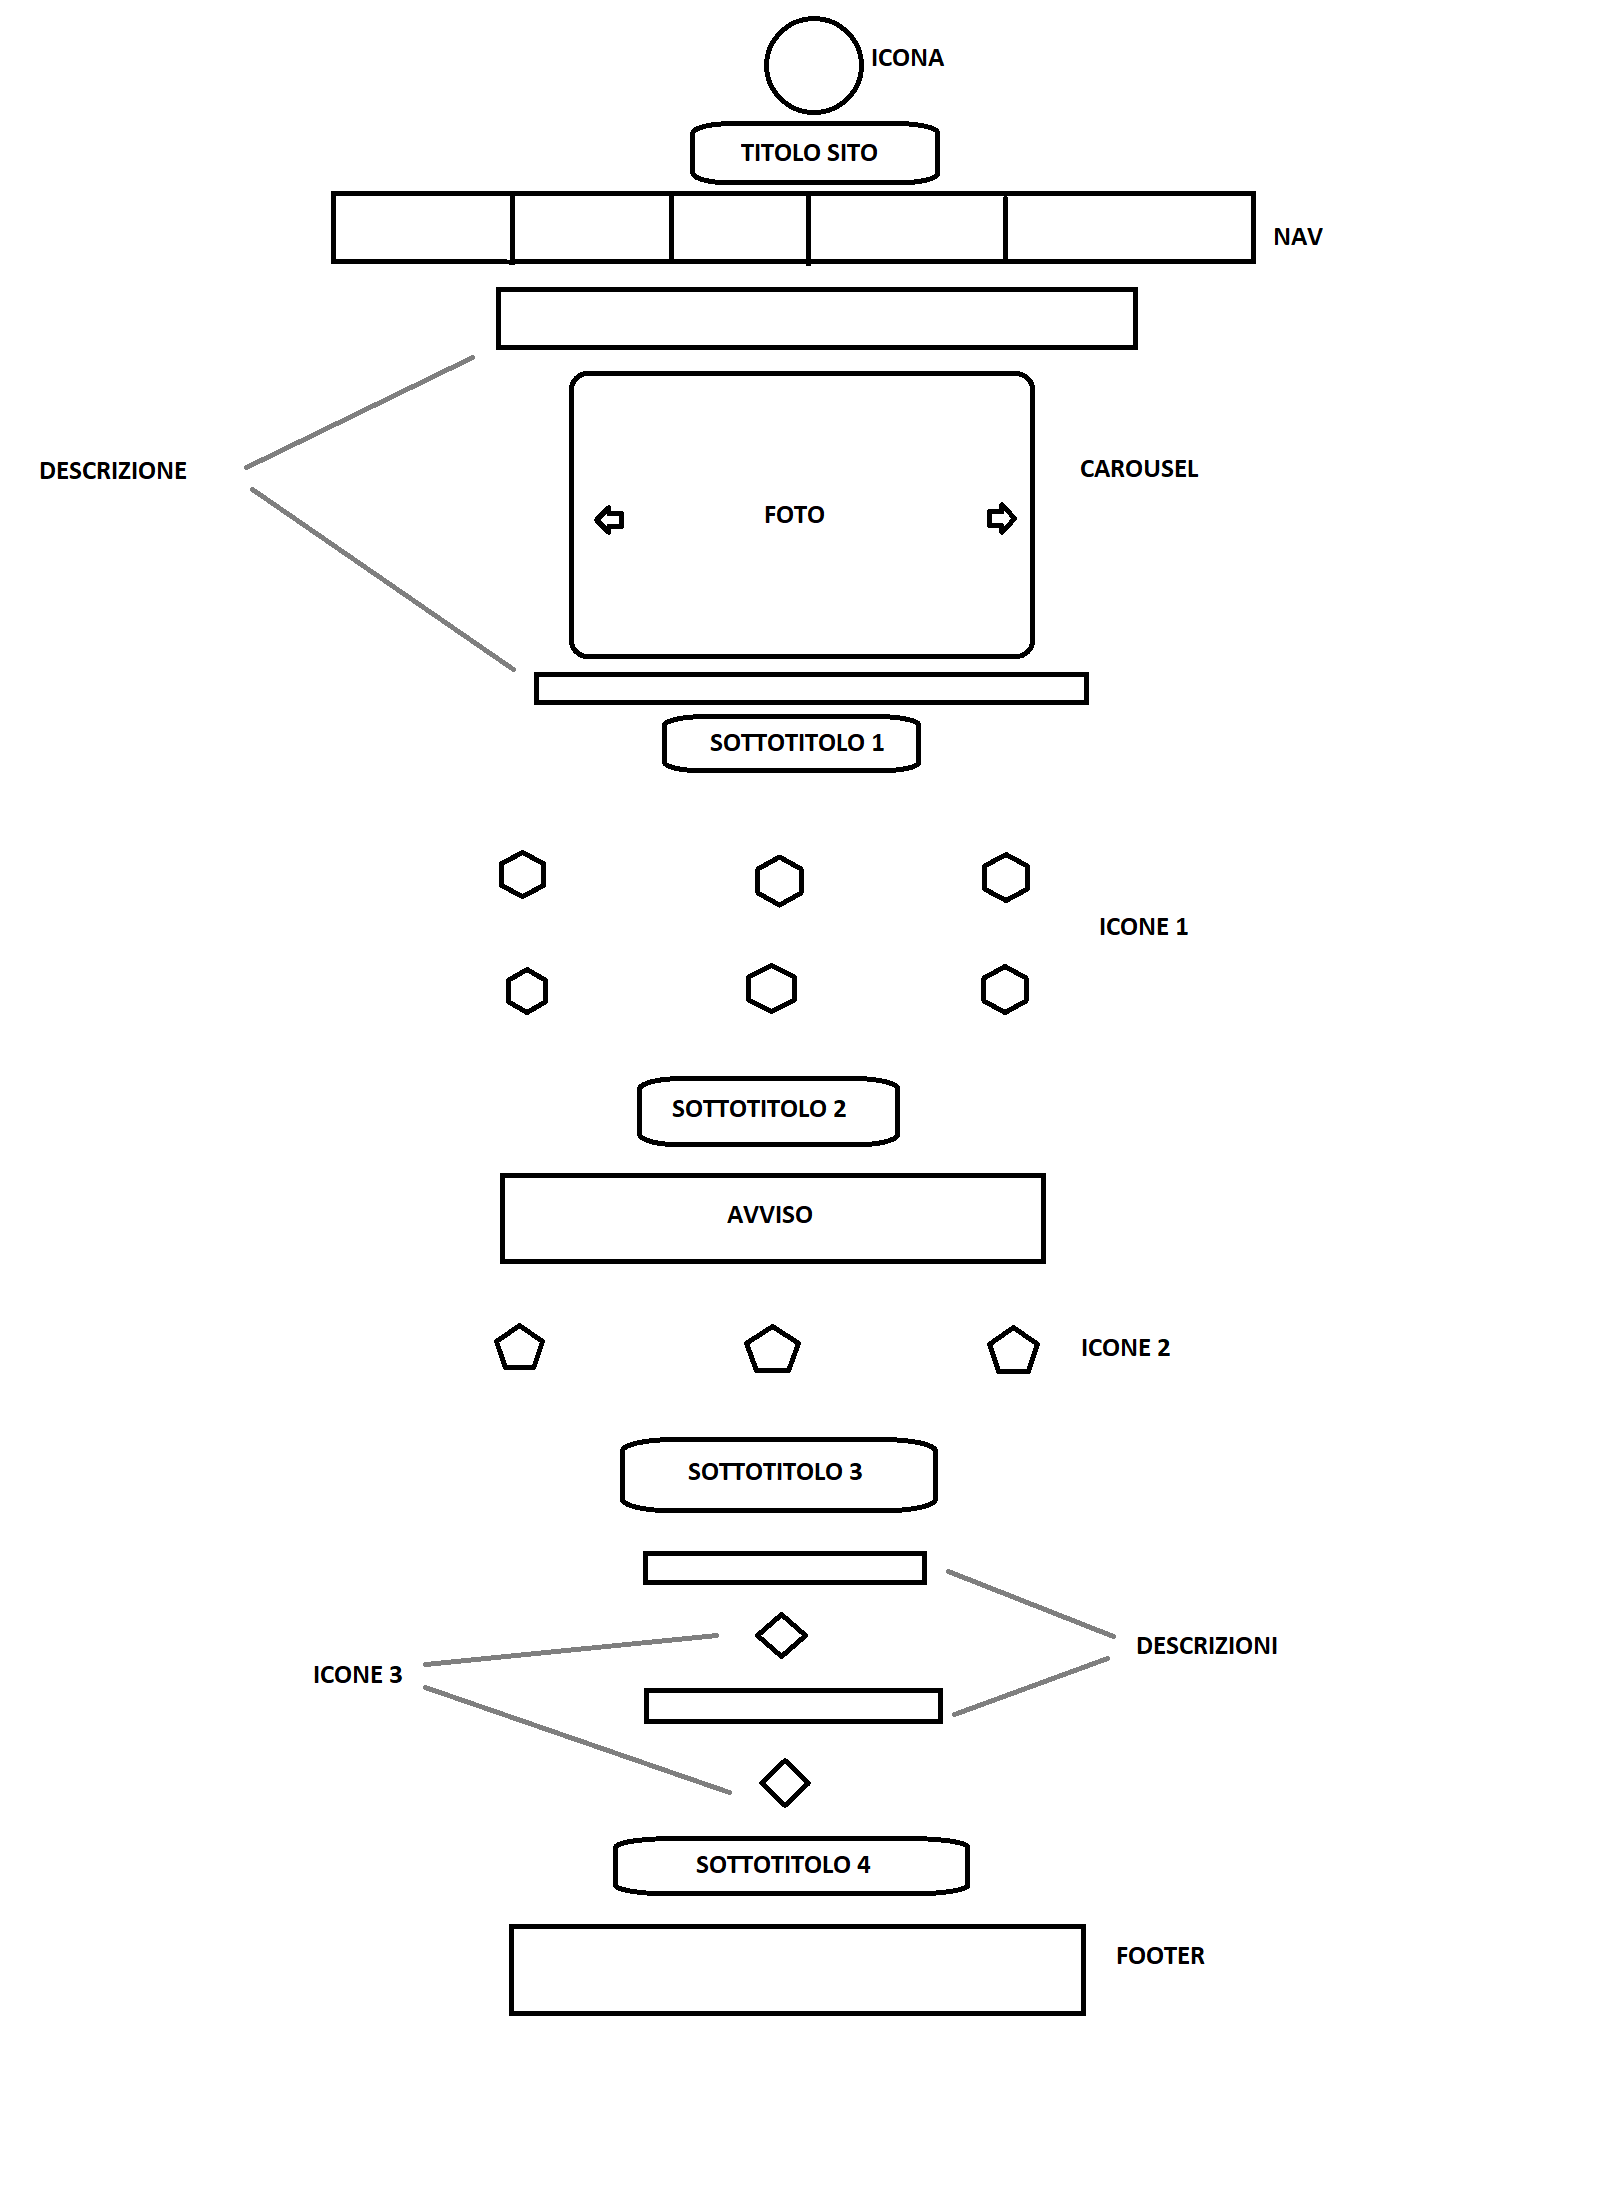 ICONA
TITOLO SITO
NAV
DESCRIZIONE
CAROUSEL
FOTO
SOTTOTITOLO 1
ICONE 1
SOTTOTITOLO 2
AVVISO
ICONE 2
SOTTOTITOLO 3
DESCRIZIONI
ICONE 3
SOTTOTITOLO 4
FOOTER